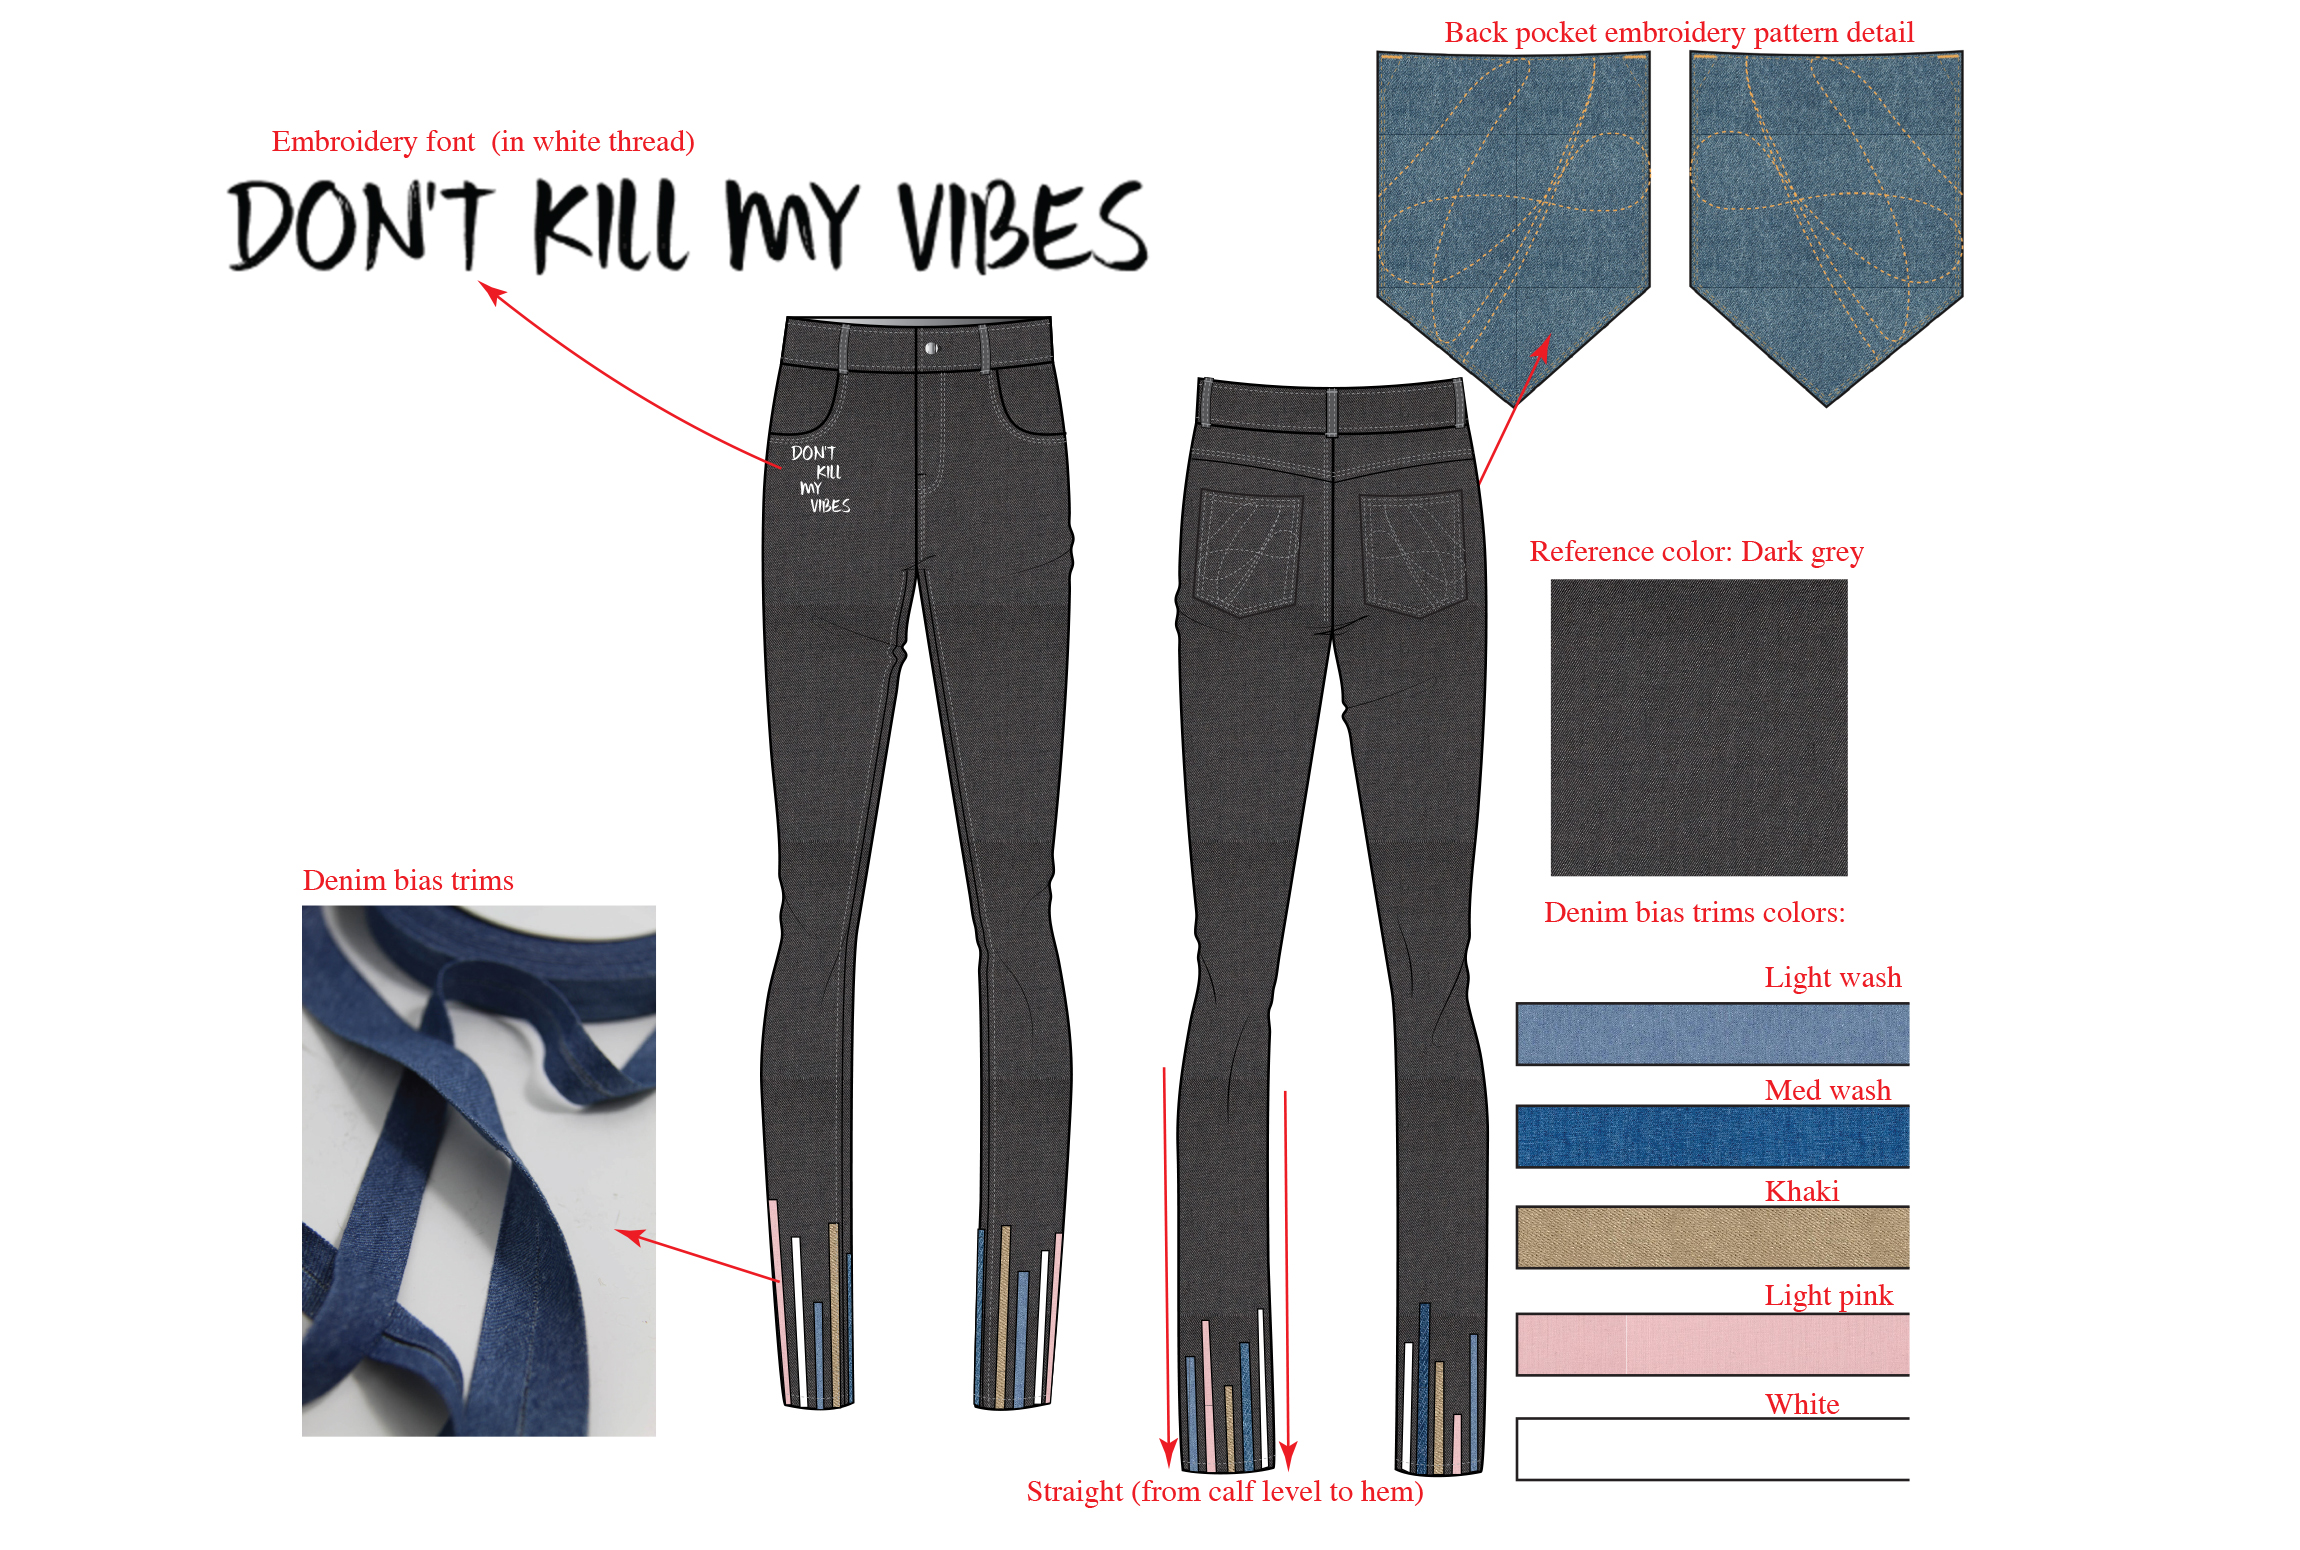 Back pocket embroidery pattern detail
Embroidery font  (in white thread)
DON'T KILL MY VIBES
DON'T
KILL
MY
VIBES
Reference color: Dark grey
Denim bias trims
Denim bias trims colors:
Light wash
Med wash
Khaki
Light pink
White
Straight (from calf level to hem)